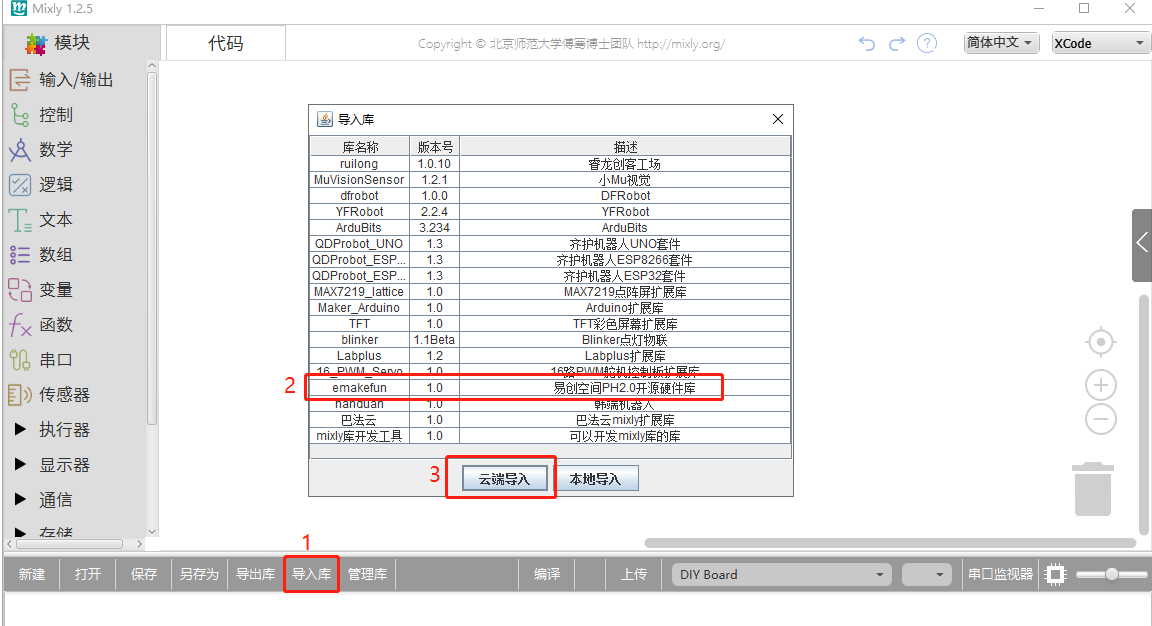 Mixly 1.2.5
模块
代码
Copyright © 北京师范大学傅骞博士团队 http://mixly.org/
简体中文
XCode
输入/输出
控制
数学
逻辑
文本
数组
变量
函数
串口
传感器
执行器
显示器
通信
存储
导入库
库名称 版本号 描述
ruilong 1.0.10 睿龙创客工场
MuVisionSensor 1.2.1 小Mu视觉
dfrobot 1.0.0 DFRobot
YFRobot 2.2.4 YFRobot
ArduBits 3.234 ArduBits
QDProbot_UNO 1.3 齐护机器人UNO套件
QDProbot_ESP... 1.3 齐护机器人ESP8266套件
QDProbot_ESP... 1.3 齐护机器人ESP32套件
MAX7219_lattice 1.0 MAX7219点阵屏扩展库
Maker_Arduino 1.0 Arduino扩展库
TFT 1.0 TFT彩色屏幕扩展库
blinker 1.1Beta Blinker点灯物联
Labplus 1.2 Labplus扩展库
16_PWM_Servo 1.0 16路PWM舵机控制板扩展库
2
emakefun 1.0 易创空间PH2.0开源硬件库
handuan 1.0 韩端机器人
巴法云 1.0 巴法云mixly扩展库
mixly库开发工具 1.0 可以开发mixly库的库
3
云端导入 本地导入
1
新建 打开 保存 另存为 导出库 导入库 管理库 编译 上传 DIY Board 串口监视器